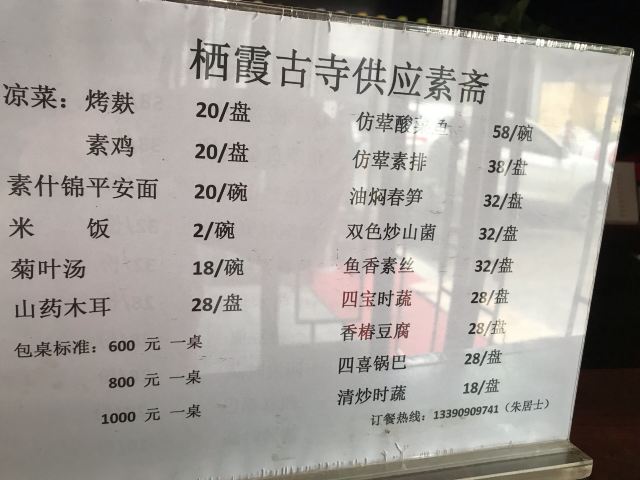 栖霞古寺供应素斋
凉菜：烤麸 20/盘
素鸡 20/盘
素什锦平安面 20/碗
米 饭 2/碗
菊叶汤 18/碗
山药木耳 28/盘
包桌标准：600 元 一桌
800 元 一桌
1000 元 一桌
仿荤酸菜鱼 58/碗
仿荤素排 38/盘
油焖春笋 32/盘
双色炒山菌 32/盘
鱼香素丝 32/盘
四宝时蔬 28/盘
香椿豆腐 28/盘
四喜锅巴 28/盘
清炒时蔬 18/盘
订餐热线：13390909741（朱居士）